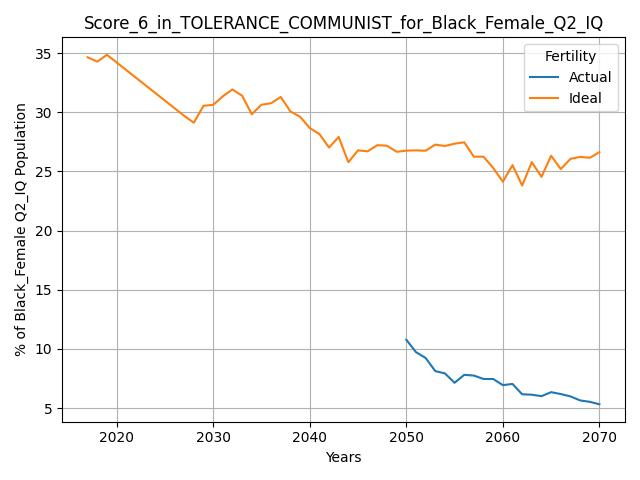 Score_6_in_TOLERANCE_COMMUNIST_for_Black_Female_Q2_IQ
Fertility
Actual
Ideal
% of Black_Female Q2_IQ Population
35
30
25
20
15
10
5
2020 2030 2040 2050 2060 2070
Years